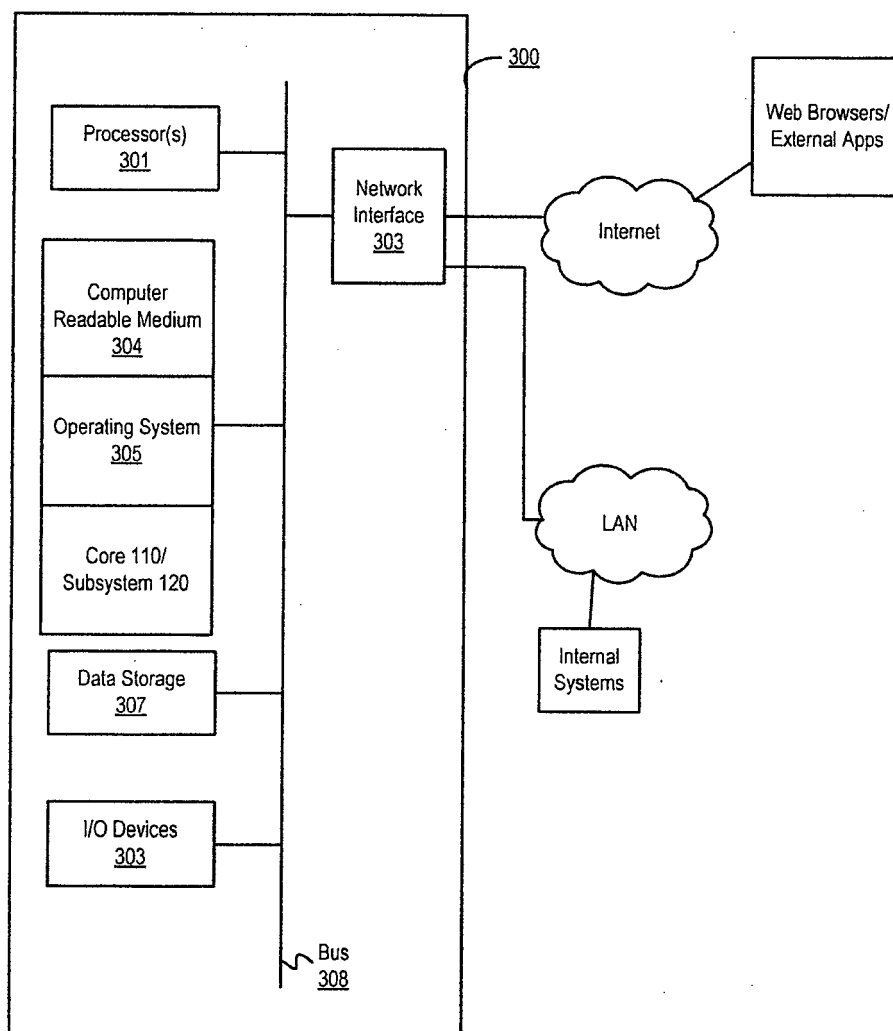 300
Processor(s)
301
Network
Interface
303
Web Browsers/
External Apps
Internet
Computer
Readable Medium
304
Operating System
305
Core 110/
Subsystem 120
LAN
Internal
Systems
Data Storage
307
I/O Devices
303
Bus
308